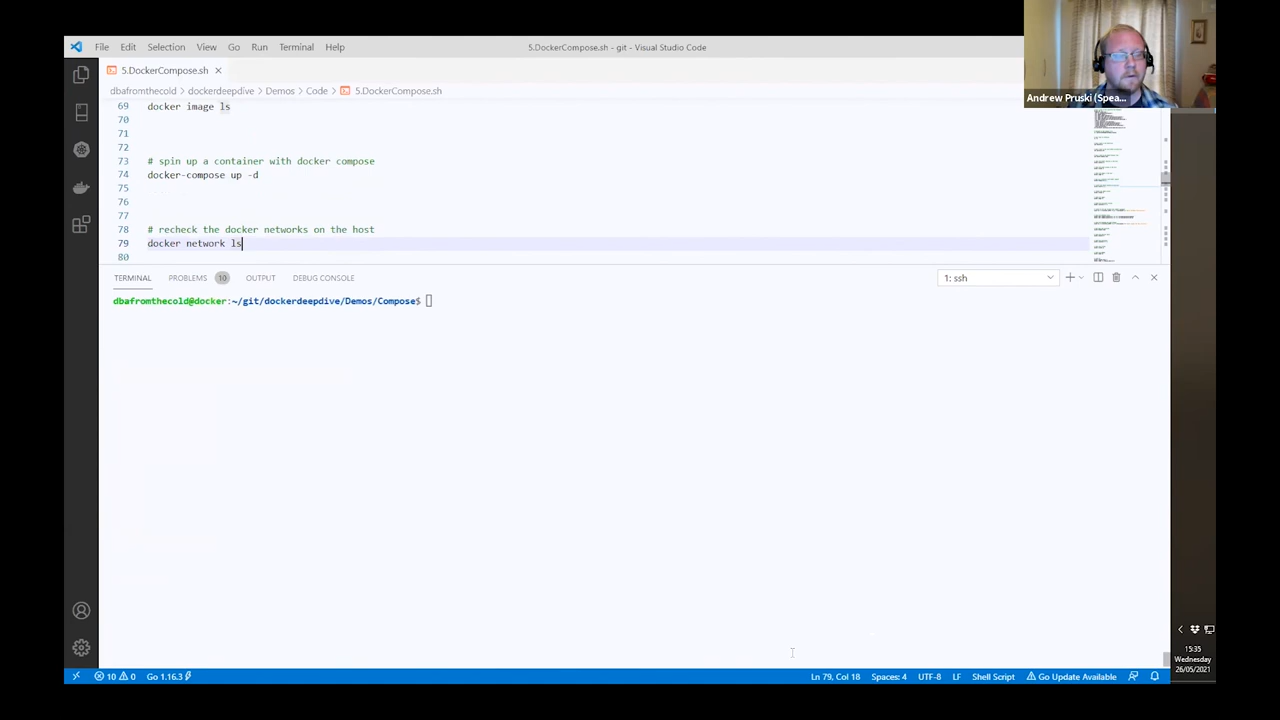 File Edit Selection View Go Run Terminal Help
5.DockerCompose.sh - git - Visual Studio Code
5.DockerCompose.sh
dbafromthecold > dockerdeepdive > Demos > Code > 5.DockerCompose.sh
Andrew Pruski (Spea...
69 docker image ls
70
71
72
73 # spin up a container with docker compose
74 docker-compose up -d
75
76
77
78 # recheck the docker networks on the host
79 docker network ls
80
TERMINAL PROBLEMS 10 OUTPUT DEBUG CONSOLE
1: ssh
dbafromthecold@docker:~/git/dockerdeepdive/Demos/Compose$
15:35
Wednesday
26/05/2021
10 0 Go 1.16.3
Ln 79, Col 18 Spaces: 4 UTF-8 LF Shell Script Go Update Available